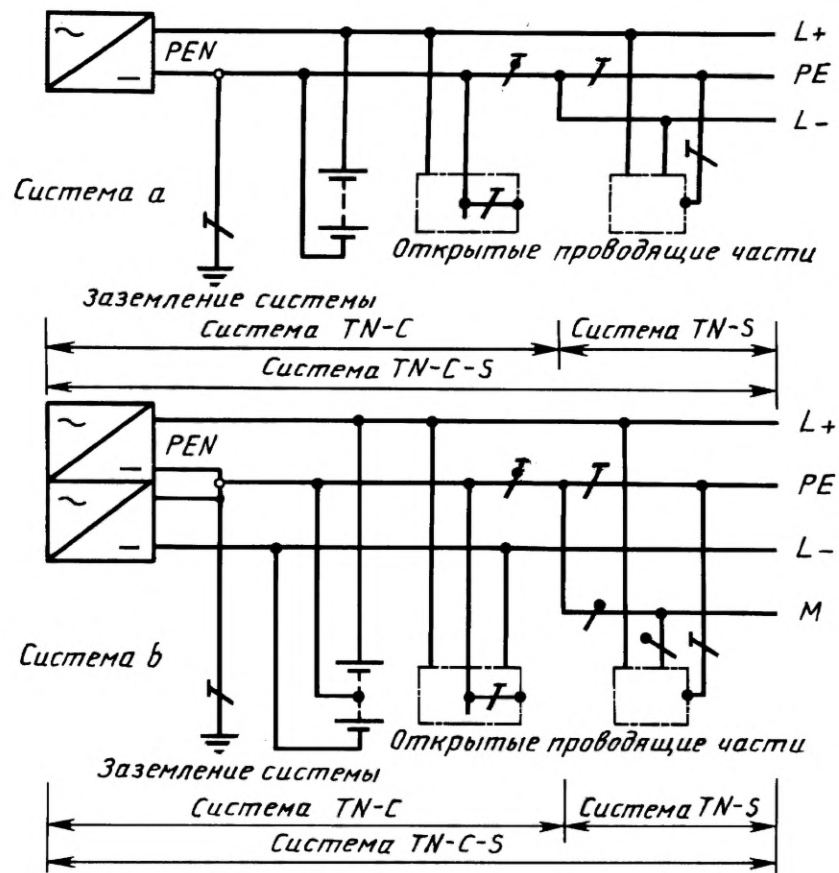 L+
PEN
PE
L-
Система а
Открытые проводящие части
Заземление системы
Система TN-C
Система TN-S
Система TN-C-S
L+
PEN
PE
L-
M
Система b
Открытые проводящие части
Заземление системы
Система TN-C
Система TN-S
Система TN-C-S